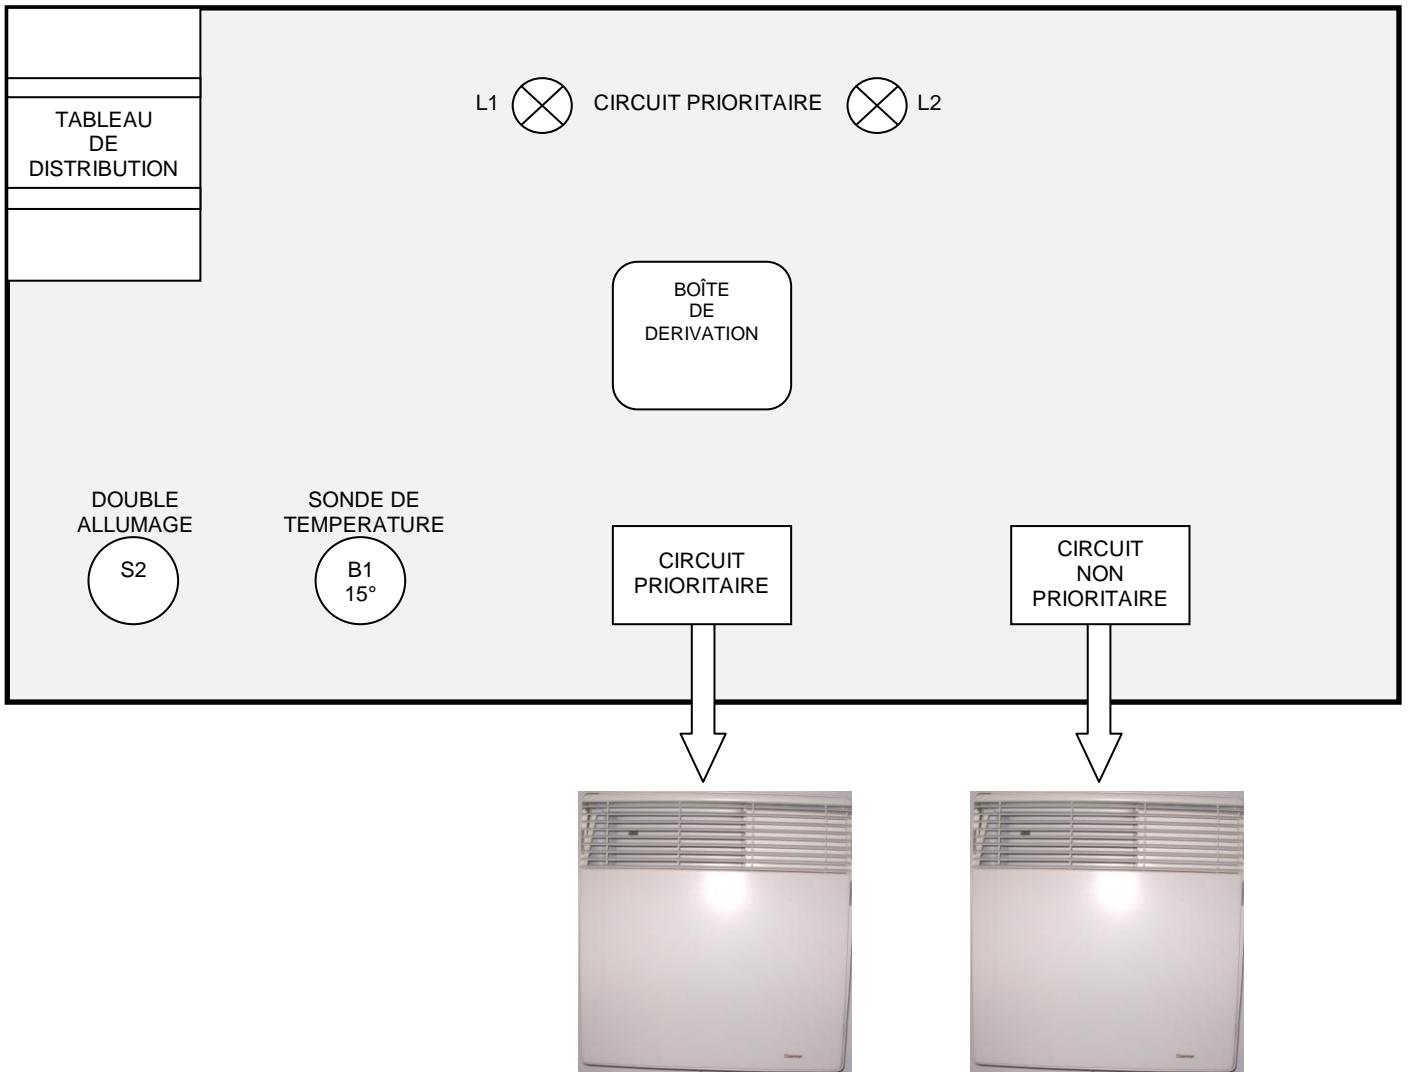 L1 CIRCUIT PRIORITAIRE L2
TABLEAU
DE
DISTRIBUTION
BOÎTE
DE
DERIVATION
DOUBLE
ALLUMAGE
S2
SONDE DE
TEMPERATURE
B1
15°
CIRCUIT
PRIORITAIRE
CIRCUIT
NON
PRIORITAIRE